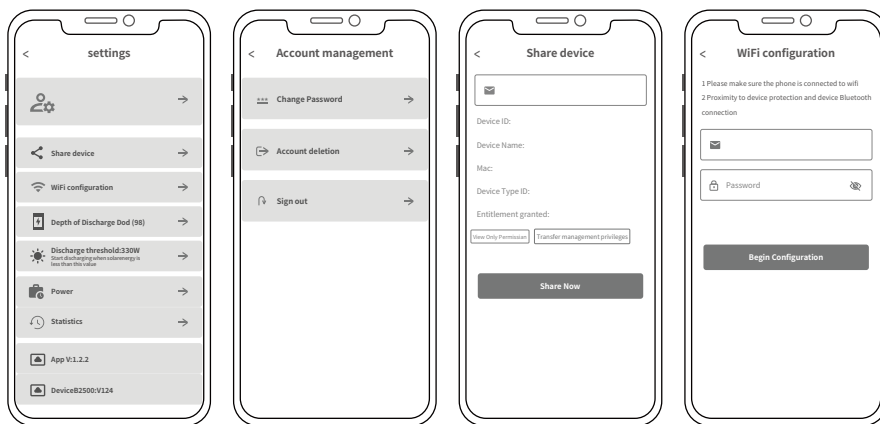 <
settings
Share device
WiFi configuration
Depth of Discharge Dod (98)
Discharge threshold:330W
Start discharging when solarenergy is
less than this value
Power
Statistics
App V:1.2.2
DeviceB2500:V124
<
Account management
Change Password
Account deletion
Sign out
<
Share device
Device ID:
Device Name:
Mac:
Device Type ID:
Entitlement granted:
View Only Permissian
Transfer management privileges
Share Now
<
WiFi configuration
1 Please make sure the phone is connected to wifi
2 Proximity to device protection and device Bluetooth
connection
Password
Begin Configuration